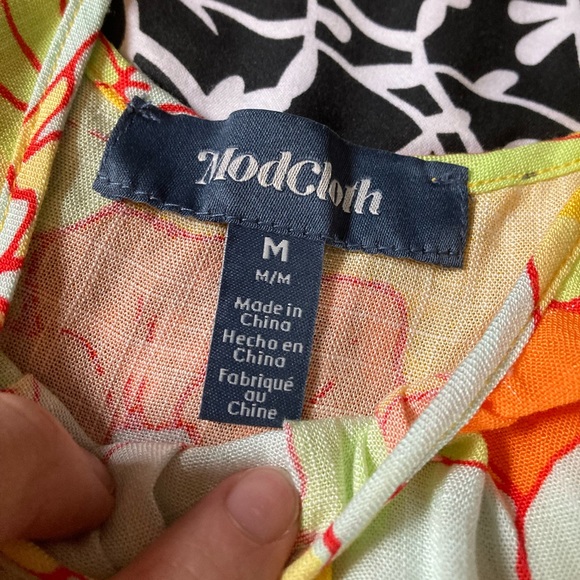 ModCloth
M
M/M
Made in
China
Hecho en
China
Fabriqué
au
Chine